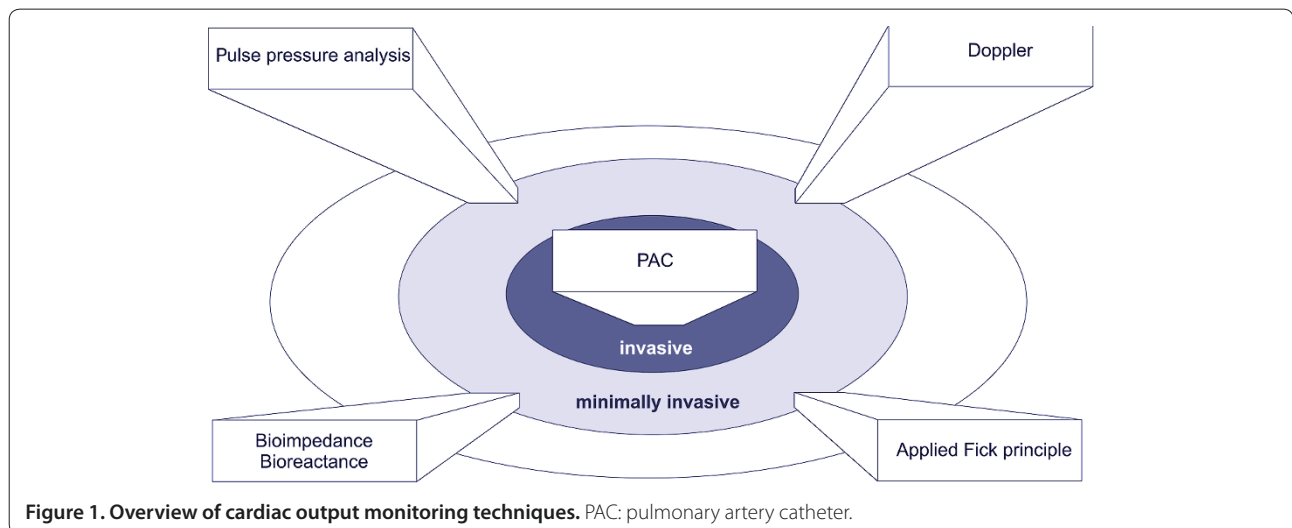 Pulse pressure analysis
Doppler
PAC
invasive
minimally invasive
Bioimpedance
Bioreactance
Applied Fick principle
Figure 1. Overview of cardiac output monitoring techniques. PAC: pulmonary artery catheter.